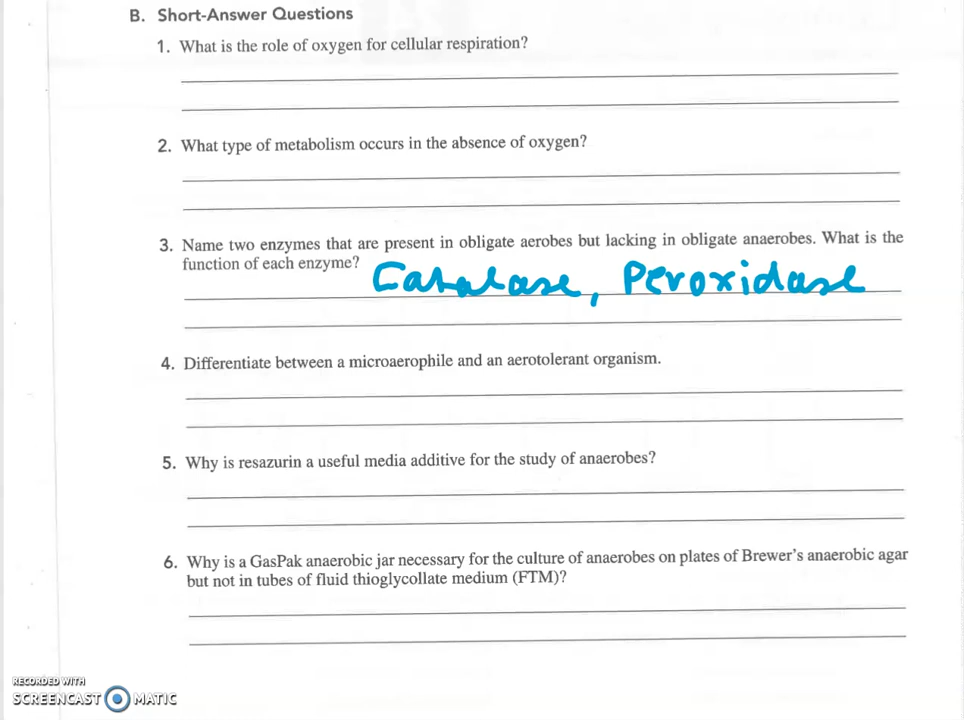 B. Short-Answer Questions
1. What is the role of oxygen for cellular respiration?
2. What type of metabolism occurs in the absence of oxygen?
3. Name two enzymes that are present in obligate aerobes but lacking in obligate anaerobes. What is the
function of each enzyme?
Catalase, Peroxidase
4. Differentiate between a microaerophile and an aerotolerant organism.
5. Why is resazurin a useful media additive for the study of anaerobes?
6. Why is a GasPak anaerobic jar necessary for the culture of anaerobes on plates of Brewer's anaerobic agar
but not in tubes of fluid thioglycollate medium (FTM)?
RECORDED WITH
SCREENCAST MATIC